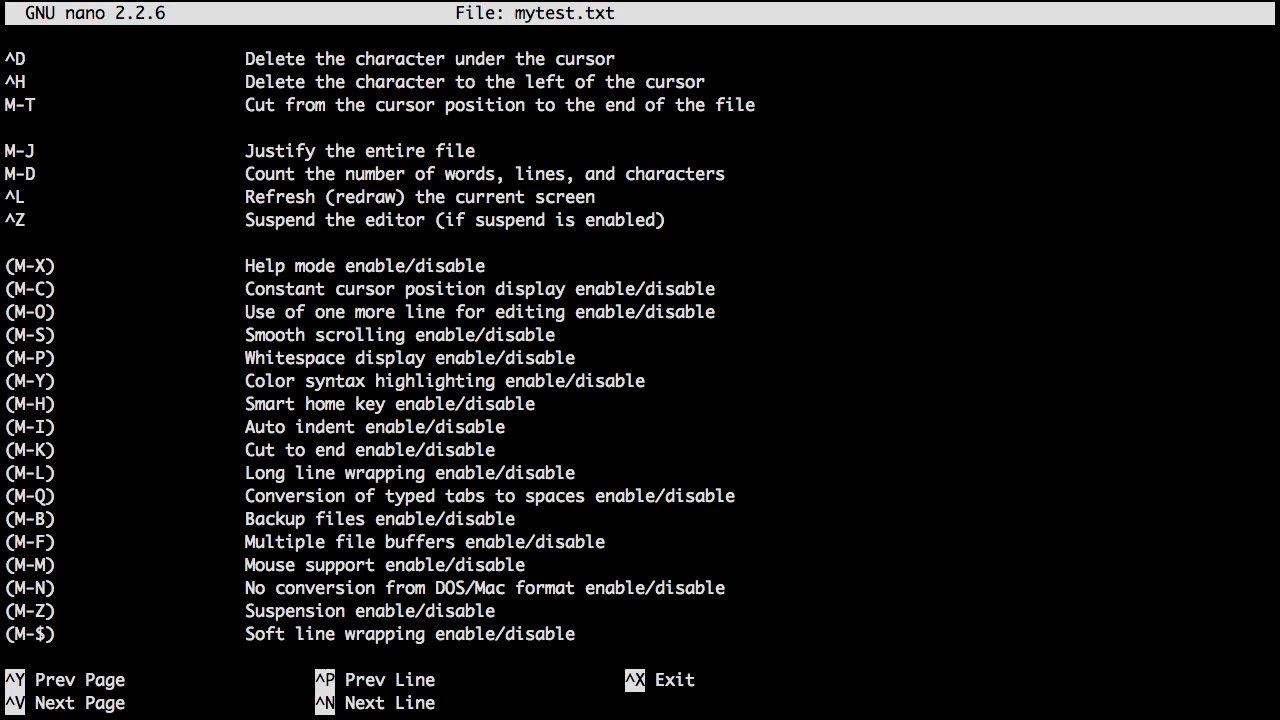 GNU nano 2.2.6 File: mytest.txt
^D Delete the character under the cursor
^H Delete the character to the left of the cursor
M-T Cut from the cursor position to the end of the file
M-J Justify the entire file
M-D Count the number of words, lines, and characters
^L Refresh (redraw) the current screen
^Z Suspend the editor (if suspend is enabled)
(M-X) Help mode enable/disable
(M-C) Constant cursor position display enable/disable
(M-O) Use of one more line for editing enable/disable
(M-S) Smooth scrolling enable/disable
(M-P) Whitespace display enable/disable
(M-Y) Color syntax highlighting enable/disable
(M-H) Smart home key enable/disable
(M-I) Auto indent enable/disable
(M-K) Cut to end enable/disable
(M-L) Long line wrapping enable/disable
(M-Q) Conversion of typed tabs to spaces enable/disable
(M-B) Backup files enable/disable
(M-F) Multiple file buffers enable/disable
(M-M) Mouse support enable/disable
(M-N) No conversion from DOS/Mac format enable/disable
(M-Z) Suspension enable/disable
(M-$) Soft line wrapping enable/disable
^Y Prev Page ^P Prev Line ^X Exit
^V Next Page ^N Next Line